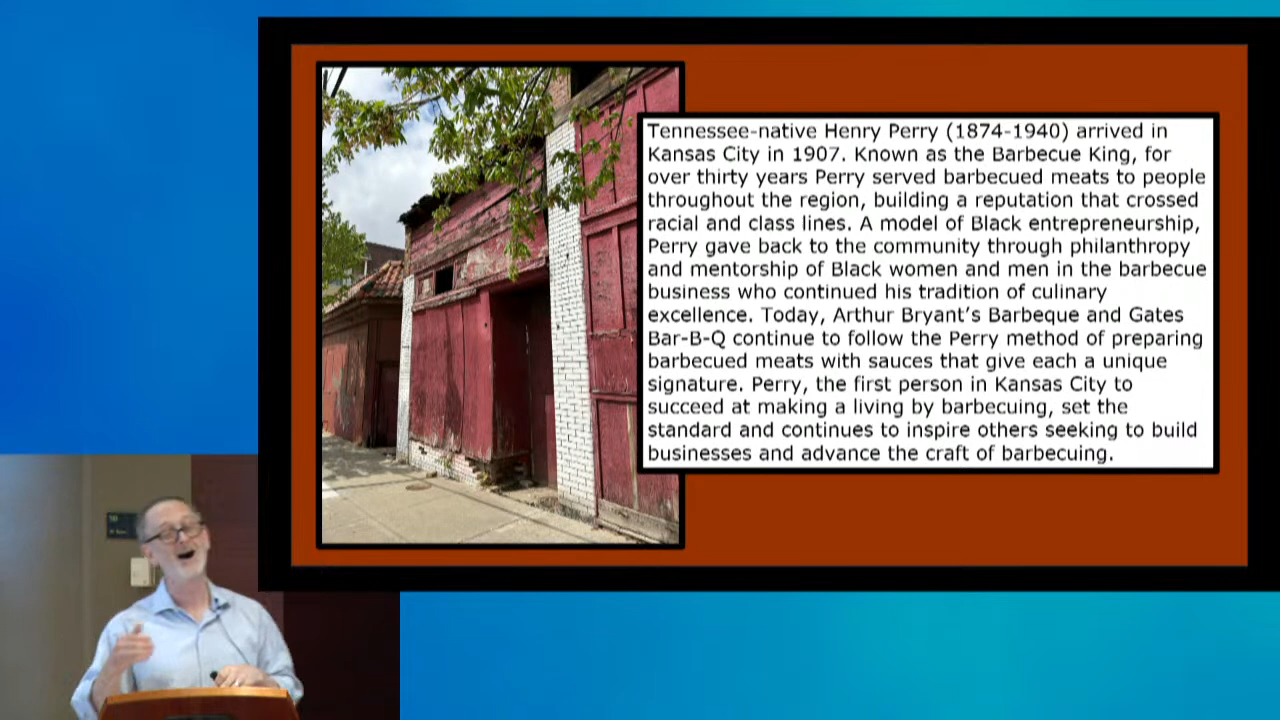 Tennessee-native Henry Perry (1874-1940) arrived in
Kansas City in 1907. Known as the Barbecue King, for
over thirty years Perry served barbecued meats to people
throughout the region, building a reputation that crossed
racial and class lines. A model of Black entrepreneurship,
Perry gave back to the community through philanthropy
and mentorship of Black women and men in the barbecue
business who continued his tradition of culinary
excellence. Today, Arthur Bryant's Barbeque and Gates
Bar-B-Q continue to follow the Perry method of preparing
barbecued meats with sauces that give each a unique
signature. Perry, the first person in Kansas City to
succeed at making a living by barbecuing, set the
standard and continues to inspire others seeking to build
businesses and advance the craft of barbecuing.